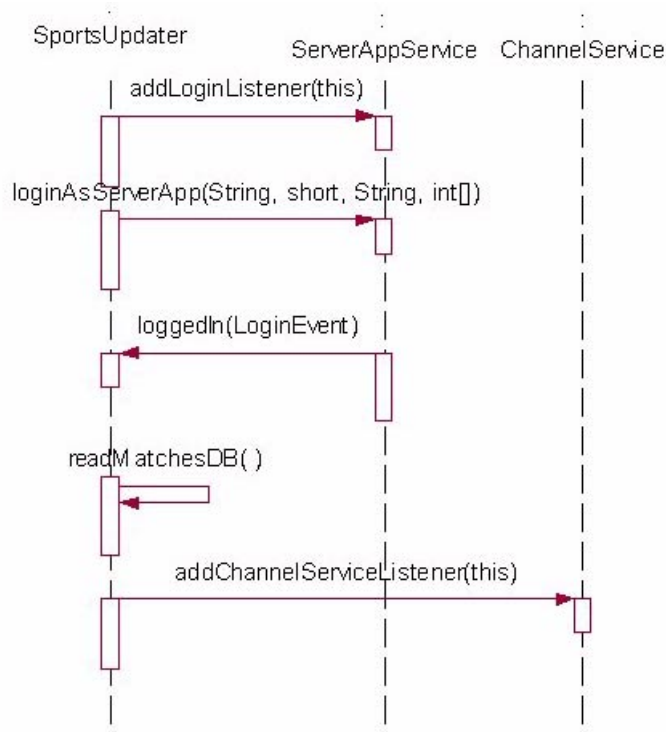 :
SportsUpdater
:
ServerAppService
:
ChannelService
addLoginListener(this)
loginAsServerApp(String, short, String, int[])
loggedIn(LoginEvent)
readMatchesDB( )
addChannelServiceListener(this)